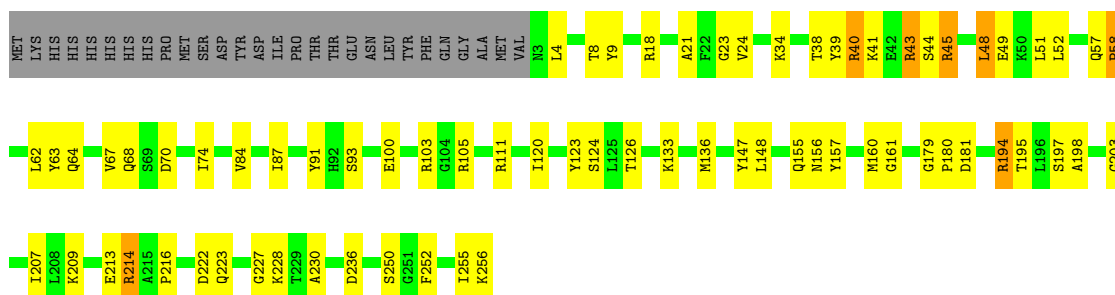 MET LYS HIS HIS HIS HIS HIS HIS PRO MET SER ASP TYR ASP ILE PRO THR THR GLU ASN LEU TYR PHE GLN GLY ALA MET VAL N3 L4 T8 Y9 R18 A21 F22 G23 V24 K34 T38 Y39 R40 K41 E42 R43 S44 R45 L48 E49 K50 L51 L52 Q57
L62 Y63 Q64 V67 Q68 S69 D70 I74 V84 I87 Y91 H92 S93 E100 R103 G104 R105 R111 I120 Y123 S124 L125 T126 K133 M136 Y147 L148 Q155 N156 Y157 M160 G161 G179 P180 D181 R194 T195 L196 S197 A198
I207 L208 K209 E213 R214 A215 P216 D222 Q223 G227 K228 T229 A230 D236 S250 G251 F252 I255 K256